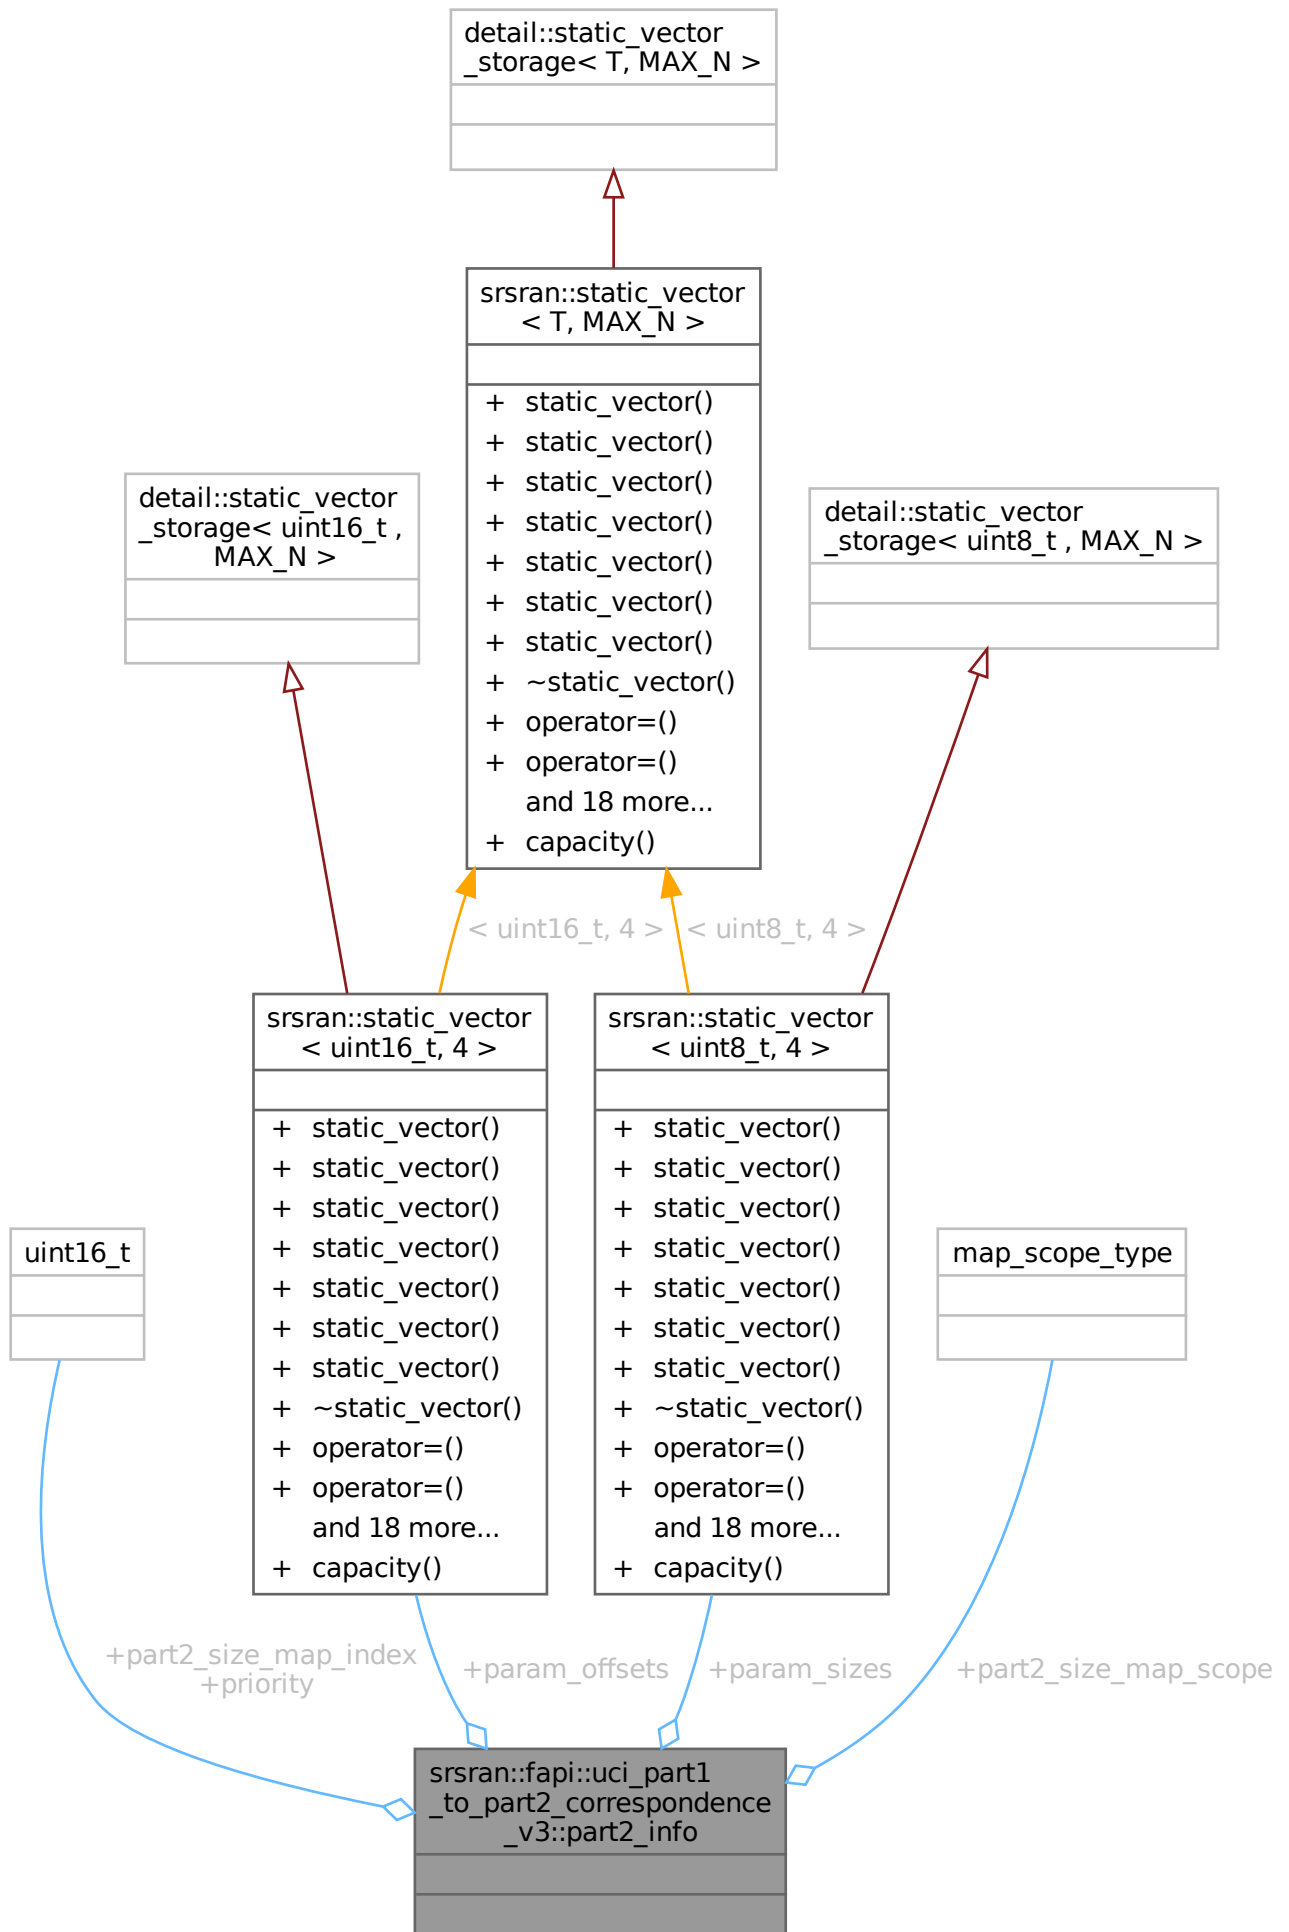 detail::static_vector
_storage< T, MAX_N >
srsran::static_vector
< T, MAX_N >
+ static_vector()
+ static_vector()
+ static_vector()
+ static_vector()
+ static_vector()
+ static_vector()
+ static_vector()
+ ~static_vector()
+ operator=()
+ operator=()
and 18 more...
+ capacity()
detail::static_vector
_storage< uint16_t ,
MAX_N >
detail::static_vector
_storage< uint8_t , MAX_N >
< uint16_t, 4 >
< uint8_t, 4 >
srsran::static_vector
< uint16_t, 4 >
+ static_vector()
+ static_vector()
+ static_vector()
+ static_vector()
+ static_vector()
+ static_vector()
+ static_vector()
+ ~static_vector()
+ operator=()
+ operator=()
and 18 more...
+ capacity()
srsran::static_vector
< uint8_t, 4 >
+ static_vector()
+ static_vector()
+ static_vector()
+ static_vector()
+ static_vector()
+ static_vector()
+ static_vector()
+ ~static_vector()
+ operator=()
+ operator=()
and 18 more...
+ capacity()
uint16_t
map_scope_type
+part2_size_map_index
+priority
+param_offsets
+param_sizes
+part2_size_map_scope
srsran::fapi::uci_part1
_to_part2_correspondence
_v3::part2_info